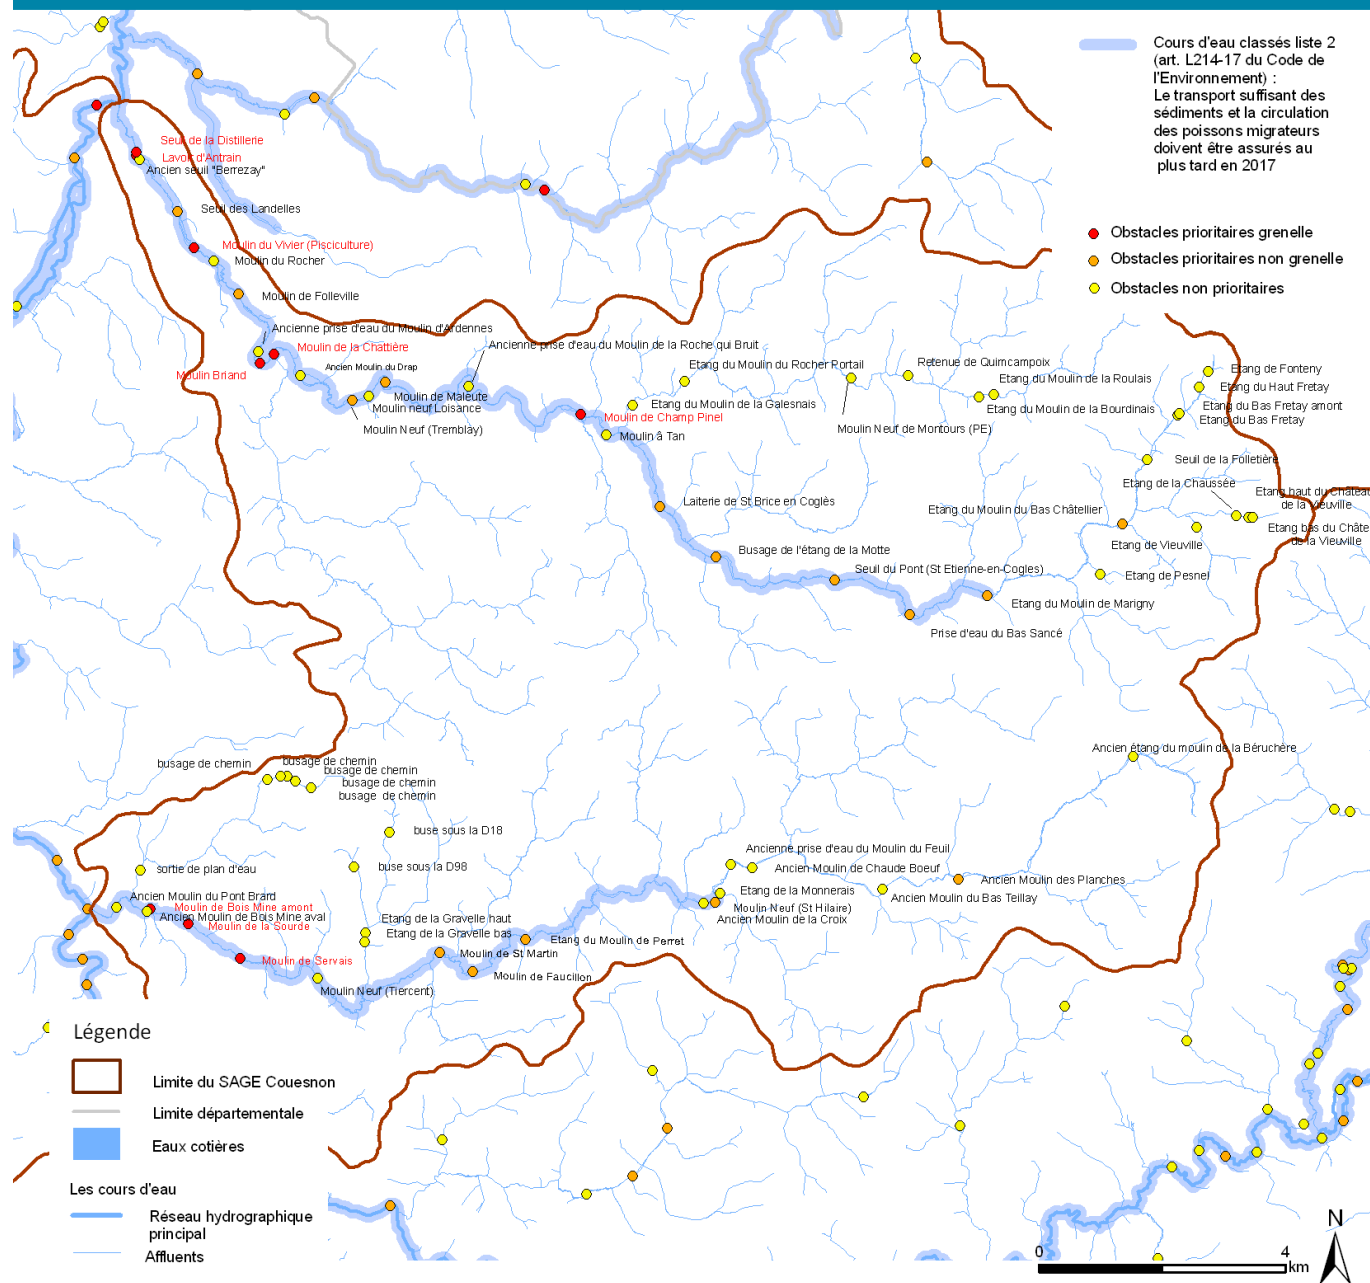 Cours d'eau classés liste 2
(art. L214-17 du Code de
l'Environnement) :
Le transport suffisant des
sédiments et la circulation
des poissons migrateurs
doivent être assurés au
plus tard en 2017
Obstacles prioritaires grenelle
Obstacles prioritaires non grenelle
Obstacles non prioritaires
Seuil de la Distillerie
Lavoir d'Antrain
Ancien seuil "Berrezay"
Seuil des Landelles
Moulin du Vivier (Pisciculture)
Moulin du Rocher
Moulin de Folleville
Ancienne prise d'eau du Moulin d'Ardennes
Moulin de la Chattière
Moulin Briand
Ancien Moulin du Drap
Ancienne prise d'eau du Moulin de la Roche qui Bruit
Moulin de Maleute
Moulin neuf Loisance
Moulin Neuf (Tremblay)
Etang du Moulin du Rocher Portail
Etang du Moulin de la Galesnais
Moulin de Champ Pinel
Moulin â Tan
Retenue de Quimcampoix
Etang du Moulin de la Roulais
Etang du Moulin de la Bourdinais
Moulin Neuf de Montours (PE)
Etang de Fonteny
Etang du Haut Fretay
Etang du Bas Fretay amont
Etang du Bas Fretay
Seuil de la Folletière
Etang de la Chaussée
Etang haut du Château
de la Vieuville
Etang bas du Châte
de la Vieuville
Laiterie de St Brice en Coglès
Etang du Moulin du Bas Châtellier
Etang de Vieuville
Busage de l'étang de la Motte
Seuil du Pont (St Etienne-en-Cogles)
Etang de Pesnel
Etang du Moulin de Marigny
Prise d'eau du Bas Sancé
Ancien étang du moulin de la Béruchère
busage de chemin
busage de chemin
busage de chemin
busage de chemin
busage de chemin
buse sous la D18
buse sous la D98
sortie de plan d'eau
Ancienne prise d'eau du Moulin du Feuil
Ancien Moulin de Chaude Boeuf
Ancien Moulin des Planches
Etang de la Monnerais
Ancien Moulin du Bas Teillay
Moulin Neuf (St Hilaire)
Ancien Moulin de la Croix
Ancien Moulin du Pont Brard
Moulin de Bois Mine amont
Ancien Moulin de Bois Mine aval
Moulin de la Sourde
Moulin de Servais
Etang de la Gravelle haut
Etang de la Gravelle bas
Etang du Moulin de Perret
Moulin de St Martin
Moulin de Faucillon
Moulin Neuf (Tiercent)
Légende
Limite du SAGE Couesnon
Limite départementale
Eaux cotières
Les cours d'eau
Réseau hydrographique
principal
Affluents
N
0 4
km